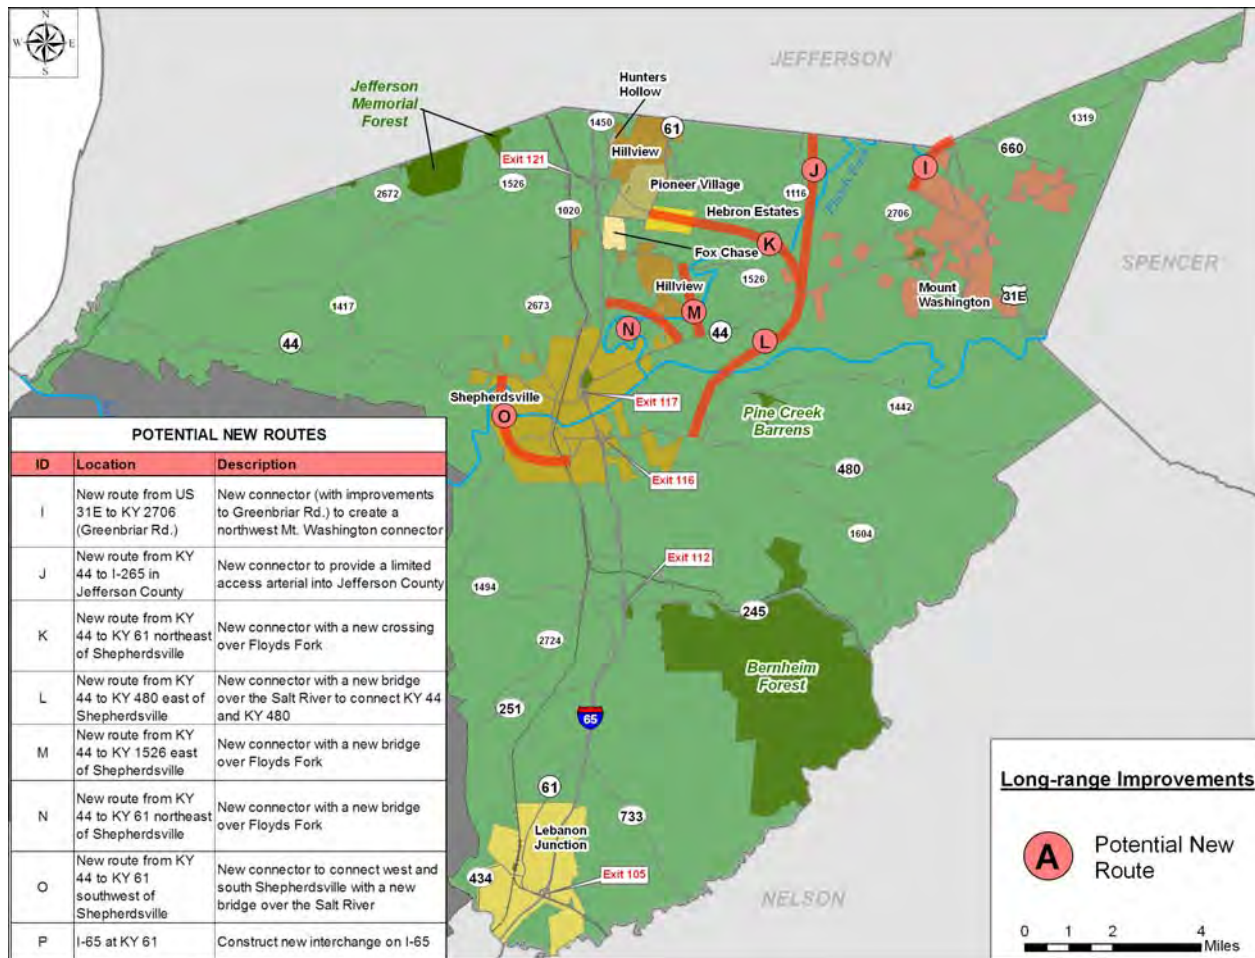 N
W E
S
JEFFERSON
Hunters
Hollow
Jefferson
Memorial
Forest
1450
61
1319
Hillview
660
Exit 121
J
I
Pioneer Village
2672
1526
1116
1020
Hebron Estates
2706
K
Fox Chase
SPENCER
1526
Hillview
Mount
Washington
31E
1417
2673
M
N
44
44
L
Shepherdsville
Exit 117
O
1442
Pine Creek
Barrens
480
Exit 116
1604
Exit 112
1494
245
2724
Bernheim
Forest
251
65
61
733
Lebanon
Junction
434
Exit 105
NELSON
POTENTIAL NEW ROUTES
ID Location Description
I
New route from US
31E to KY 2706
(Greenbriar Rd.)
New connector (with improvements
to Greenbriar Rd.) to create a
northwest Mt. Washington connector
J
New route from KY
44 to I-265 in
Jefferson County
New connector to provide a limited
access arterial into Jefferson County
K
New route from KY
44 to KY 61 northeast
of Shepherdsville
New connector with a new crossing
over Floyds Fork
L
New route from KY
44 to KY 480 east of
Shepherdsville
New connector with a new bridge
over the Salt River to connect KY 44
and KY 480
M
New route from KY
44 to KY 1526 east
of Shepherdsville
New connector with a new bridge
over Floyds Fork
N
New route from KY
44 to KY 61 northeast
of Shepherdsville
New connector with a new bridge
over Floyds Fork
O
New route from KY
44 to KY 61
southwest of
Shepherdsville
New connector to connect west and
south Shepherdsville with a new
bridge over the Salt River
P
I-65 at KY 61
Construct new interchange on I-65
Long-range Improvements
A
Potential New
Route
0 1 2 4
Miles